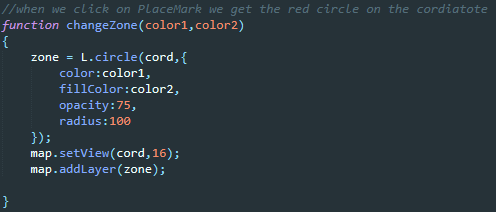 //when we click on PlaceMark we get the red circle on the cordiatote
function changeZone(color1,color2)
{
    zone = L.circle(cord,{
        color:color1,
        fillColor:color2,
        opacity:75,
        radius:100
    });
    map.setView(cord,16);
    map.addLayer(zone);
}